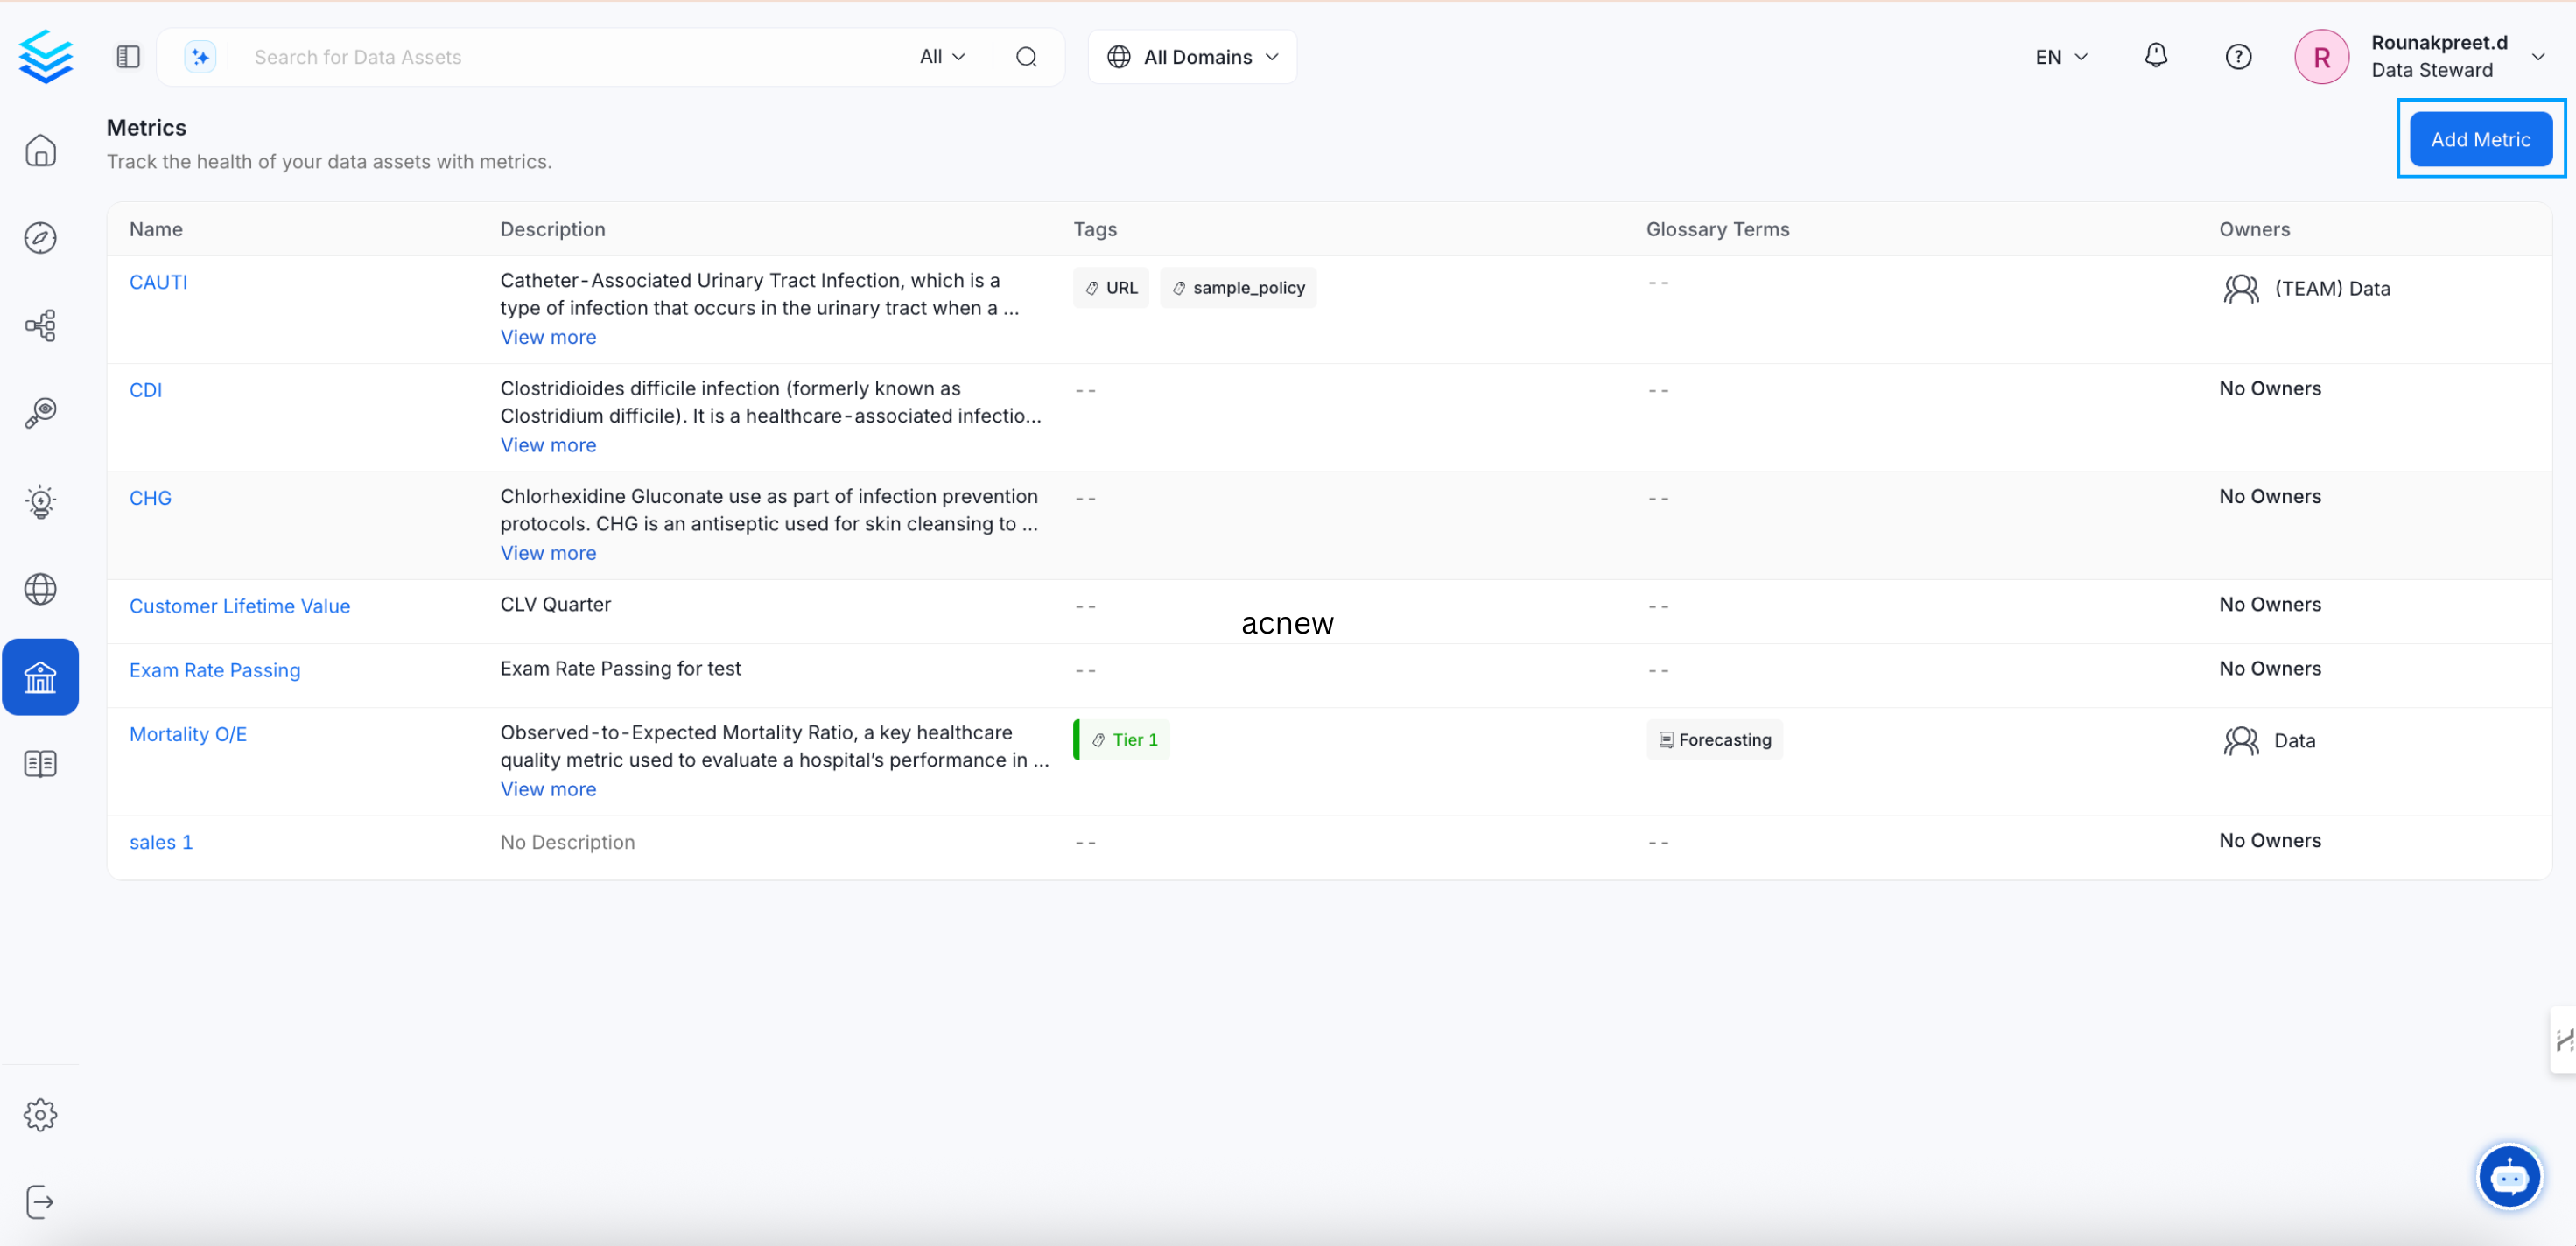 Search for Data Assets
All
All Domains
EN
R
Rounakpreet.d
Data Steward
Metrics
Track the health of your data assets with metrics.
Add Metric
Name Description Tags Glossary Terms Owners
CAUTI
Catheter-Associated Urinary Tract Infection, which is a
type of infection that occurs in the urinary tract when a ...
View more
URL
sample_policy
--
(TEAM) Data
CDI
Clostridioides difficile infection (formerly known as
Clostridium difficile). It is a healthcare-associated infectio...
View more
--
--
No Owners
CHG
Chlorhexidine Gluconate use as part of infection prevention
protocols. CHG is an antiseptic used for skin cleansing to ...
View more
--
--
No Owners
Customer Lifetime Value
CLV Quarter
--
--
No Owners
acnew
Exam Rate Passing
Exam Rate Passing for test
--
--
No Owners
Mortality O/E
Observed-to-Expected Mortality Ratio, a key healthcare
quality metric used to evaluate a hospital’s performance in ...
View more
Tier 1
Forecasting
Data
sales 1
No Description
--
--
No Owners